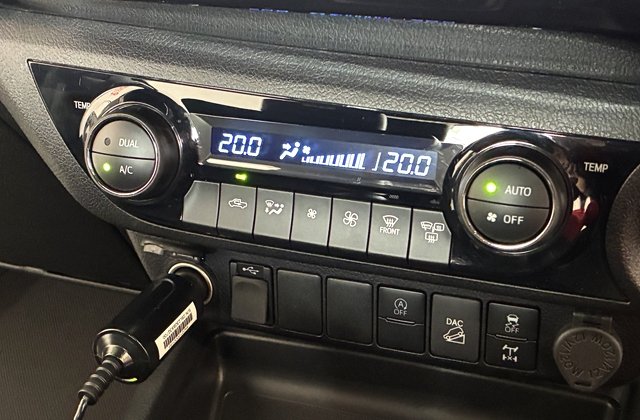 TEMP
DUAL
A/C
20.0
20.0
AUTO
OFF
TEMP
FRONT
OFF
DAC
OFF